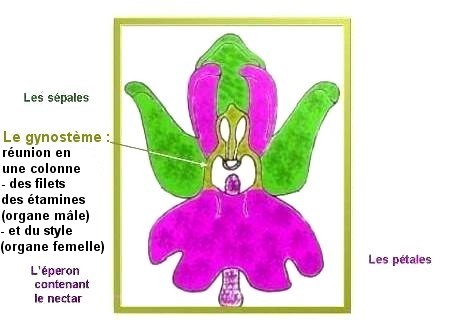 Les sépales
Le gynostème :
réunion en
une colonne
- des filets
des étamines
(organe mâle)
- et du style
(organe femelle)
L'éperon
contenant
le nectar
Les pétales